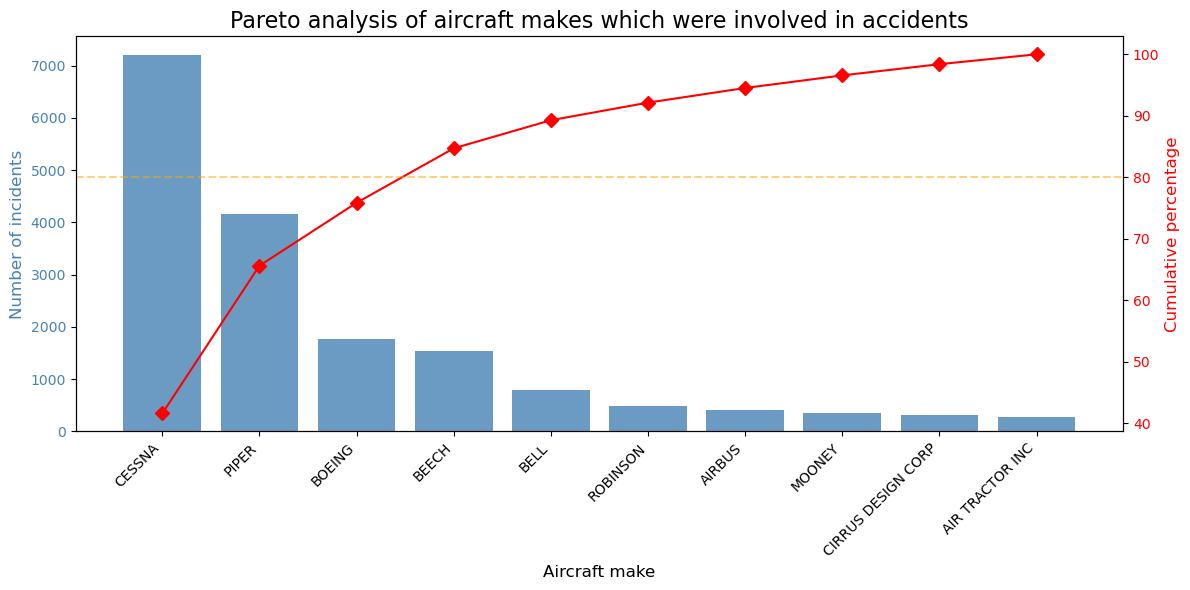 Pareto analysis of aircraft makes which were involved in accidents
Number of incidents
7000
6000
5000
4000
3000
2000
1000
0
100
90
80
70
60
50
40
Cumulative percentage
CESSNA
PIPER
BOEING
BEECH
BELL
ROBINSON
AIRBUS
MOONEY
CIRRUS DESIGN CORP
AIR TRACTOR INC
Aircraft make